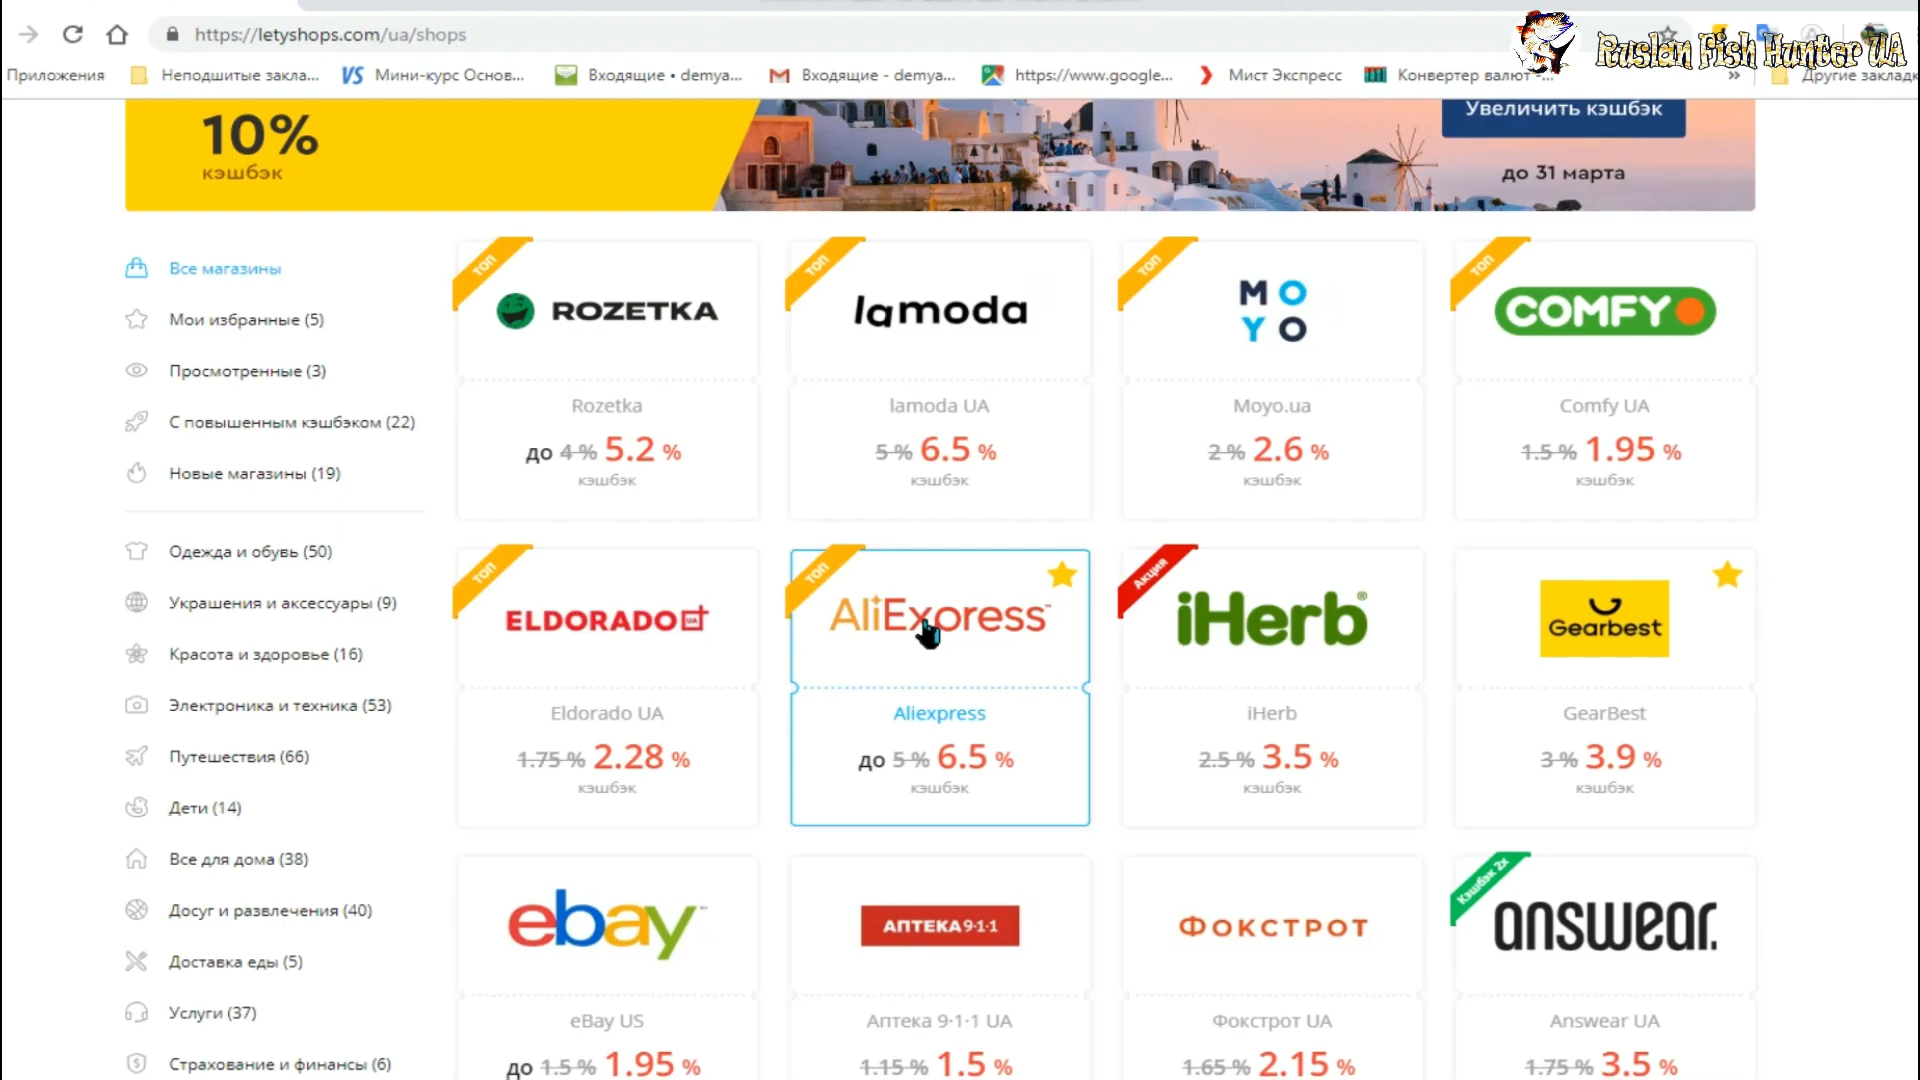 https://letyshops.com/ua/shops
Ruslan Fish Hunter UA
Приложения
Неподшитые закла...
VS Мини-курс Основ...
Входящие • demya...
Входящие - demya...
https://www.google...
Мист Экспресс
Конвертер валют -...
»
Другие закладк
10%
кэшбэк
Увеличить кэшбэк
до 31 марта
Все магазины
Мои избранные (5)
Просмотренные (3)
С повышенным кэшбэком (22)
Новые магазины (19)
Одежда и обувь (50)
Украшения и аксессуары (9)
Красота и здоровье (16)
Электроника и техника (53)
Путешествия (66)
Дети (14)
Все для дома (38)
Досуг и развлечения (40)
Доставка еды (5)
Услуги (37)
Страхование и финансы (6)
ТОП
ROZETKA
Rozetka
до 4 % 5.2 %
кэшбэк
ТОП
lamoda
lamoda UA
5 % 6.5 %
кэшбэк
ТОП
MO
YO
Moyo.ua
2 % 2.6 %
кэшбэк
ТОП
COMFY
Comfy UA
1.5 % 1.95 %
кэшбэк
ТОП
ELDORADO UA
Eldorado UA
1.75 % 2.28 %
кэшбэк
ТОП
AliExpress™
Aliexpress
до 5 % 6.5 %
кэшбэк
Акция
iHerb®
iHerb
2.5 % 3.5 %
кэшбэк
Gearbest
GearBest
3 % 3.9 %
кэшбэк
ebay™
eBay US
до 1.5 % 1.95 %
АПТЕКА9·1·1
Аптека 9·1·1 UA
1.15 % 1.5 %
ФОКСТРОТ
Фокстрот UA
1.65 % 2.15 %
Кэшбэк 2x
answear.
Answear UA
1.75 % 3.5 %